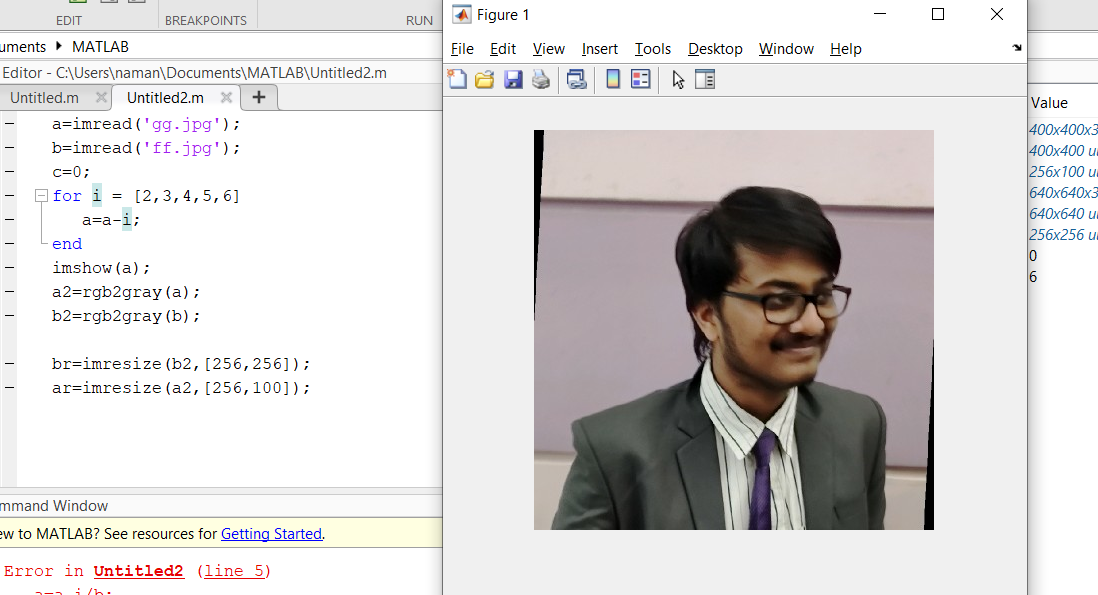 EDIT
BREAKPOINTS
RUN
uments MATLAB
Editor - C:\Users\naman\Documents\MATLAB\Untitled2.m
Untitled.m Untitled2.m
a=imread('gg.jpg');
b=imread('ff.jpg');
c=0;
for i = [2,3,4,5,6]
a=a-i;
end
imshow(a);
a2=rgb2gray(a);
b2=rgb2gray(b);
br=imresize(b2,[256,256]);
ar=imresize(a2,[256,100]);
mmand Window
ew to MATLAB? See resources for Getting Started.
Error in Untitled2 (line 5)
Figure 1
File Edit View Insert Tools Desktop Window Help
Value
400x400x3
400x400 u
256x100 u
640x640x3
640x640 u
256x256 u
0
6